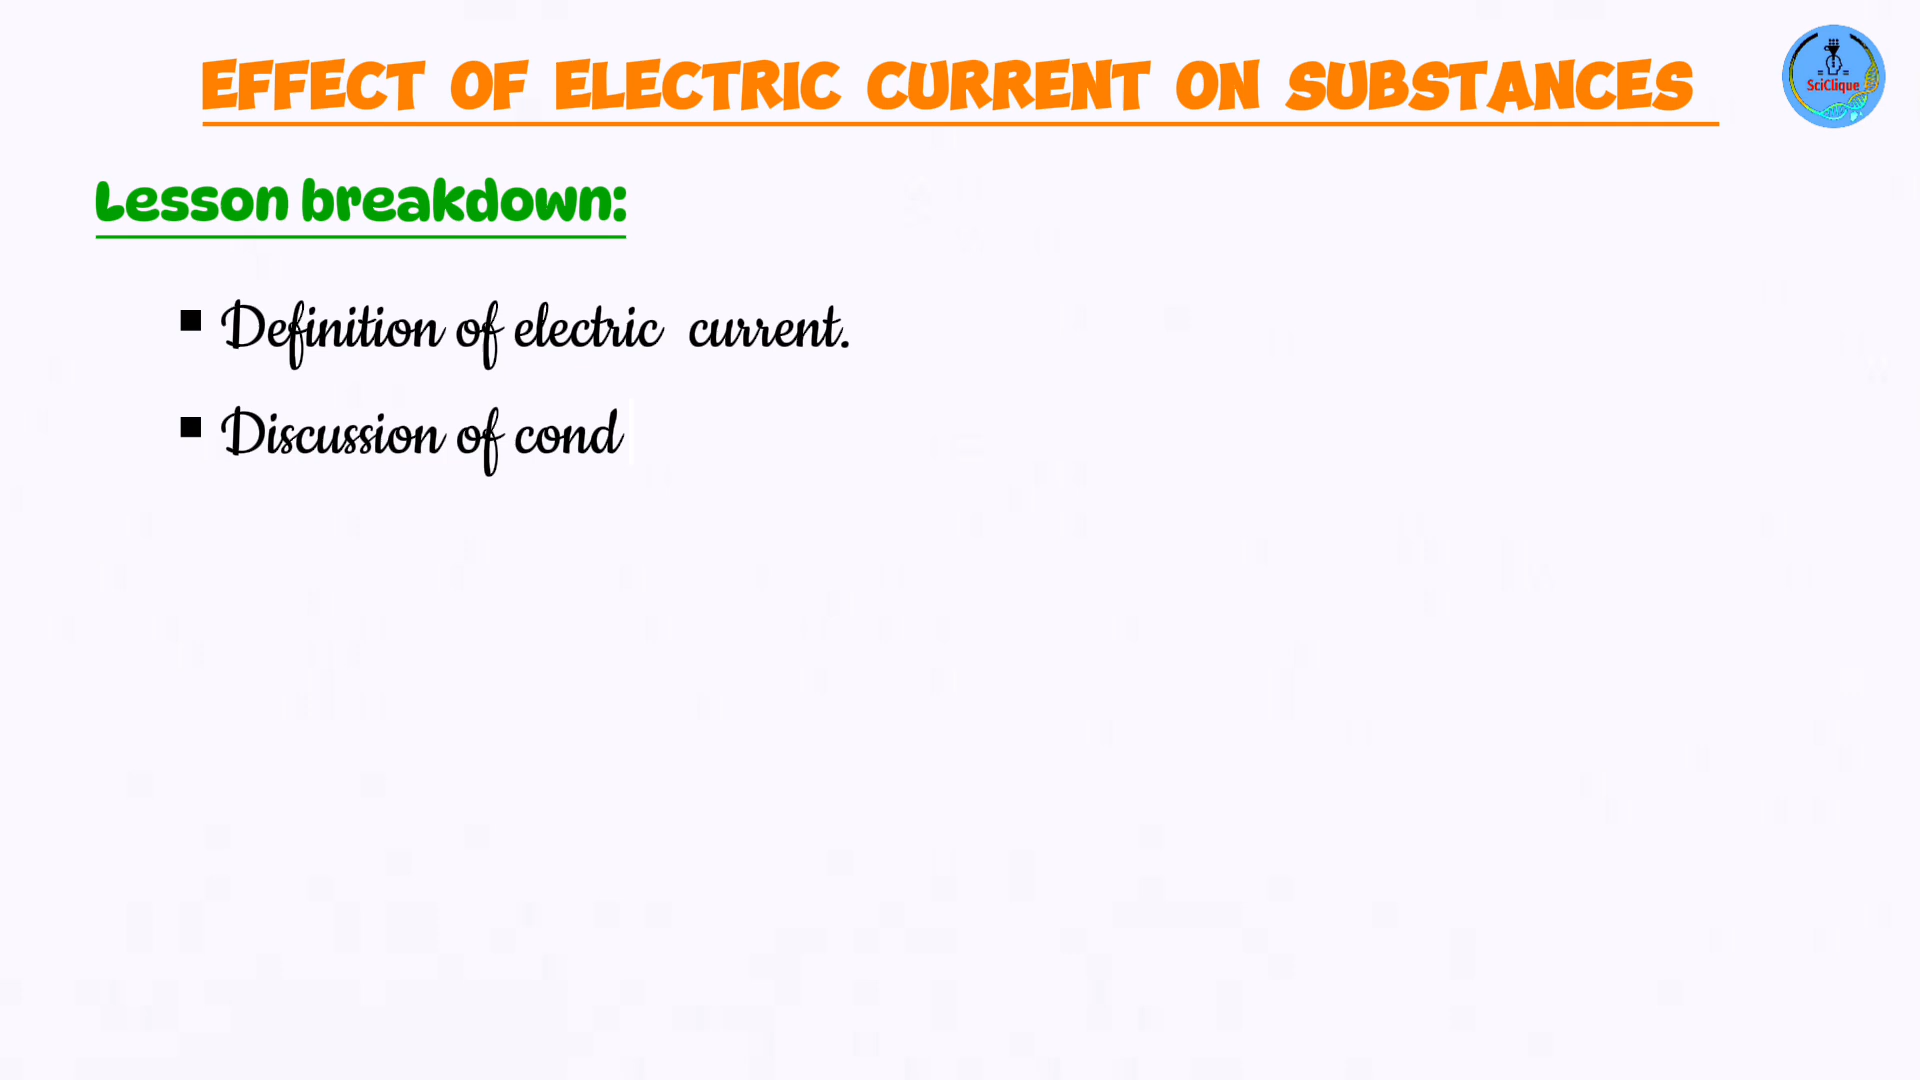 EFFECT OF ELECTRIC CURRENT ON SUBSTANCES
SciClique
Lesson breakdown:
Definition of electric current.
Discussion of cond